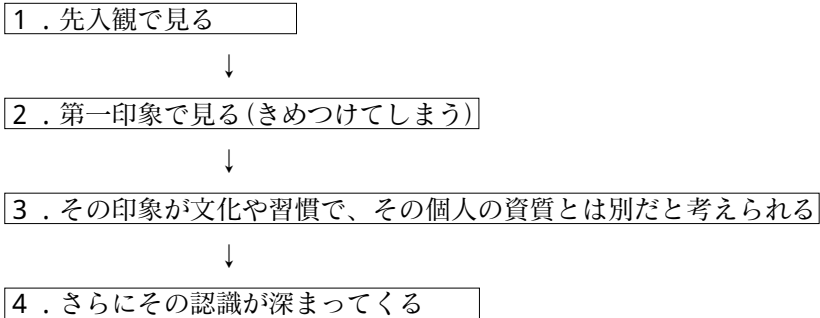 1．先入観で見る
↓
2．第一印象で見る(きめつけてしまう)
↓
3．その印象が文化や習慣で、その個人の資質とは別だと考えられる
↓
4．さらにその認識が深まってくる